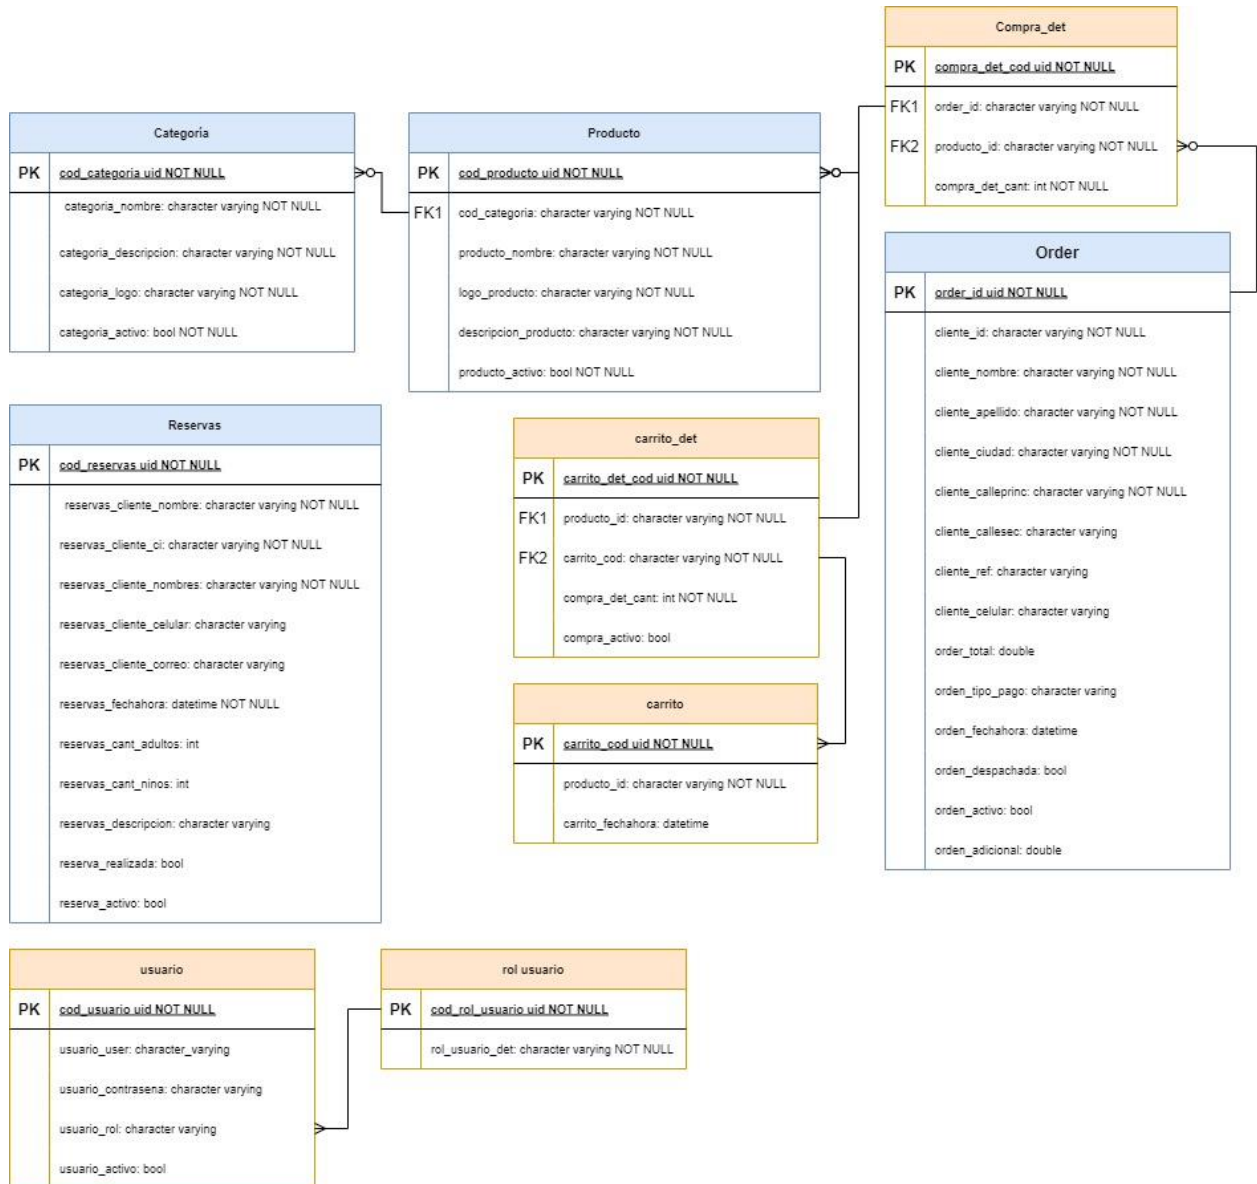 Compra_det
PK compra_det_cod uid NOT NULL
FK1 order_id: character varying NOT NULL
FK2 producto_id: character varying NOT NULL
compra_det_cant: int NOT NULL
Categoría
PK cod_categoria uid NOT NULL
categoria_nombre: character varying NOT NULL
categoria_descripcion: character varying NOT NULL
categoria_logo: character varying NOT NULL
categoria_activo: bool NOT NULL
Producto
PK cod_producto uid NOT NULL
FK1 cod_categoria: character varying NOT NULL
producto_nombre: character varying NOT NULL
logo_producto: character varying NOT NULL
descripcion_producto: character varying NOT NULL
producto_activo: bool NOT NULL
Order
PK order_id uid NOT NULL
cliente_id: character varying NOT NULL
cliente_nombre: character varying NOT NULL
cliente_apellido: character varying NOT NULL
cliente_ciudad: character varying NOT NULL
cliente_calleprinc: character varying NOT NULL
cliente_callesec: character varying
cliente_ref: character varying
cliente_celular: character varying
order_total: double
orden_tipo_pago: character varing
orden_fechahora: datetime
orden_despachada: bool
orden_activo: bool
orden_adicional: double
Reservas
PK cod_reservas uid NOT NULL
reservas_cliente_nombre: character varying NOT NULL
reservas_cliente_ci: character varying NOT NULL
reservas_cliente_nombres: character varying NOT NULL
reservas_cliente_celular: character varying
reservas_cliente_correo: character varying
reservas_fechahora: datetime NOT NULL
reservas_cant_adultos: int
reservas_cant_ninos: int
reservas_descripcion: character varying
reserva_realizada: bool
reserva_activo: bool
carrito_det
PK carrito_det_cod uid NOT NULL
FK1 producto_id: character varying NOT NULL
FK2 carrito_cod: character varying NOT NULL
compra_det_cant: int NOT NULL
compra_activo: bool
carrito
PK carrito_cod uid NOT NULL
producto_id: character varying NOT NULL
carrito_fechahora: datetime
usuario
PK cod_usuario uid NOT NULL
usuario_user: character_varying
usuario_contrasena: character varying
usuario_rol: character varying
usuario_activo: bool
rol usuario
PK cod_rol_usuario uid NOT NULL
rol_usuario_det: character varying NOT NULL